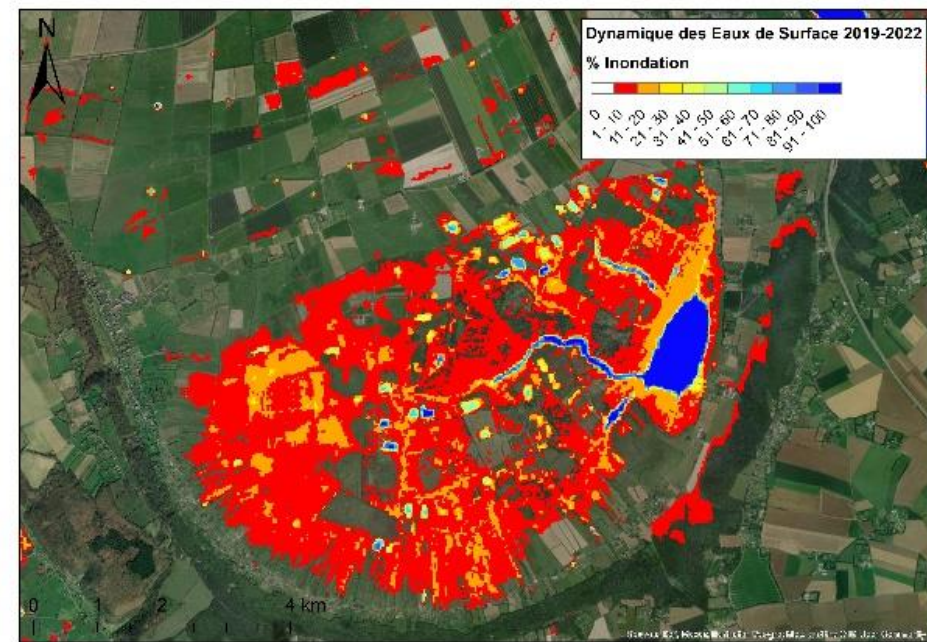 N
Dynamique des Eaux de Surface 2019-2022
% Inondation
0
1 - 10
11 - 20
21 - 30
31 - 40
41 - 50
51 - 60
61 - 70
71 - 80
81 - 90
91 - 100
0 1 2 4 km